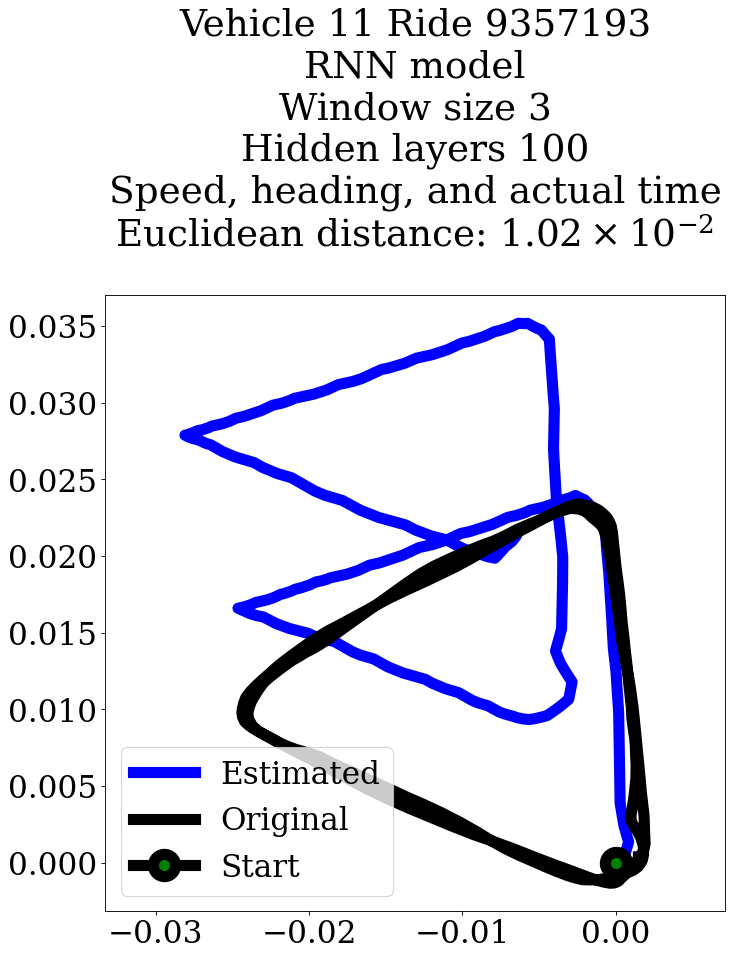 Vehicle 11 Ride 9357193
RNN model
Window size 3
Hidden layers 100
Speed, heading, and actual time
Euclidean distance: 1.02 × 10⁻²
0.035
0.030
0.025
0.020
0.015
0.010
0.005
0.000
Estimated
Original
Start
−0.03 −0.02 −0.01 0.00